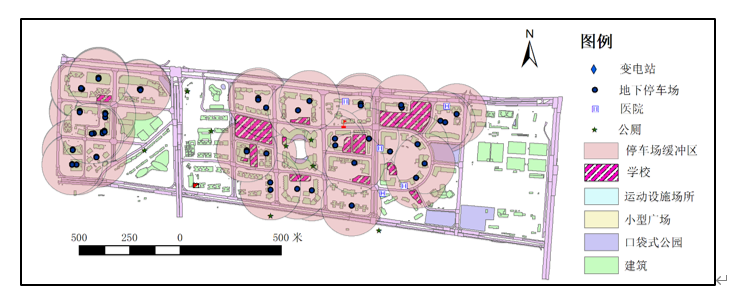 N
图例
变电站
地下停车场
医院
公厕
停车场缓冲区
学校
运动设施场所
小型广场
口袋式公园
建筑
500 250 0 500 米